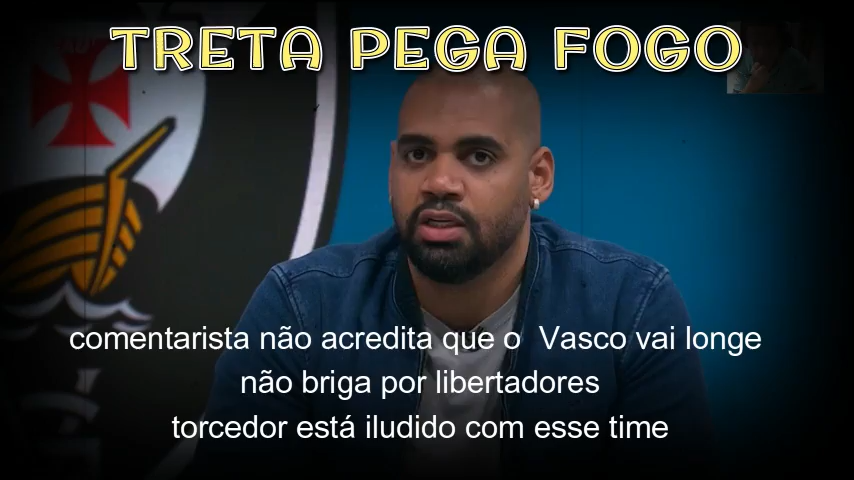 TRETA PEGA FOGO
comentarista não acredita que o  Vasco vai longe
não briga por libertadores
torcedor está iludido com esse time